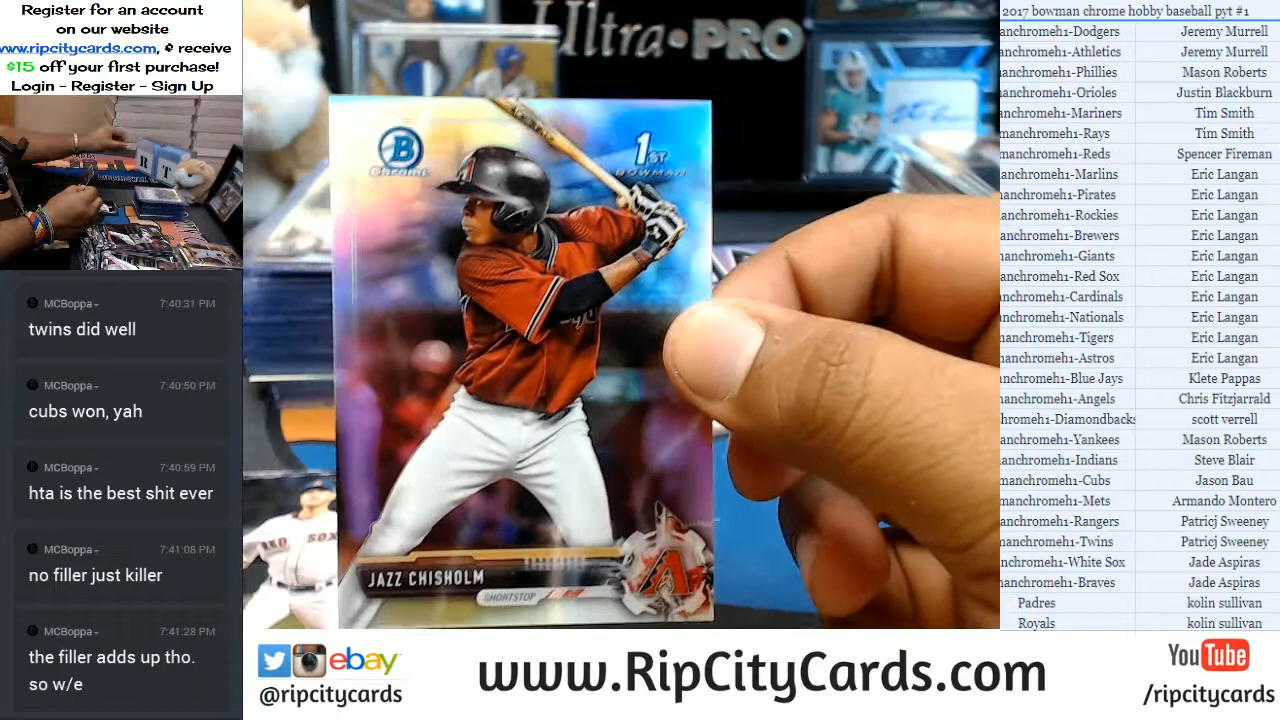 Register for an account
on our website
www.ripcitycards.com, & receive
$15 off your first purchase!
Login - Register - Sign Up
MCBoppa 7:40:31 PM
twins did well
MCBoppa 7:40:50 PM
cubs won, yah
MCBoppa 7:40:59 PM
hta is the best shit ever
MCBoppa 7:41:08 PM
no filler just killer
MCBoppa 7:41:28 PM
the filler adds up tho.
so w/e
Ultra PRO
B
Chrome
1ST
BOWMAN
A
JAZZ CHISHOLM
SHORTSTOP
R
T
SOX
2017 bowman chrome hobby baseball pyt #1
anchromeh1-Dodgers Jeremy Murrell
anchromeh1-Athletics Jeremy Murrell
manchromeh1-Phillies Mason Roberts
manchromeh1-Orioles Justin Blackburn
anchromeh1-Mariners Tim Smith
manchromeh1-Rays Tim Smith
manchromeh1-Reds Spencer Fireman
anchromeh1-Marlins Eric Langan
anchromeh1-Pirates Eric Langan
anchromeh1-Rockies Eric Langan
anchromeh1-Brewers Eric Langan
anchromeh1-Giants Eric Langan
anchromeh1-Red Sox Eric Langan
nchromeh1-Cardinals Eric Langan
nchromeh1-Nationals Eric Langan
manchromeh1-Tigers Eric Langan
manchromeh1-Astros Eric Langan
anchromeh1-Blue Jays Klete Pappas
anchromeh1-Angels Chris Fitzjarrald
hromeh1-Diamondbacks scott verrell
anchromeh1-Yankees Mason Roberts
anchromeh1-Indians Steve Blair
manchromeh1-Cubs Jason Bau
manchromeh1-Mets Armando Montero
anchromeh1-Rangers Patricj Sweeney
manchromeh1-Twins Patricj Sweeney
nchromeh1-White Sox Jade Aspiras
manchromeh1-Braves Jade Aspiras
Padres kolin sullivan
Royals kolin sullivan
ebay
@ripcitycards
www.RipCityCards.com
YouTube
/ripcitycards